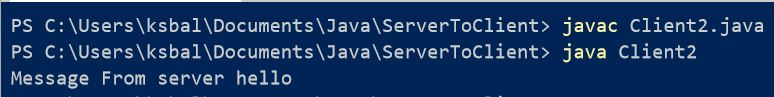 PS C:\Users\ksbal\Documents\Java\ServerToClient> javac Client2.java
PS C:\Users\ksbal\Documents\Java\ServerToClient> java Client2
Message From server hello